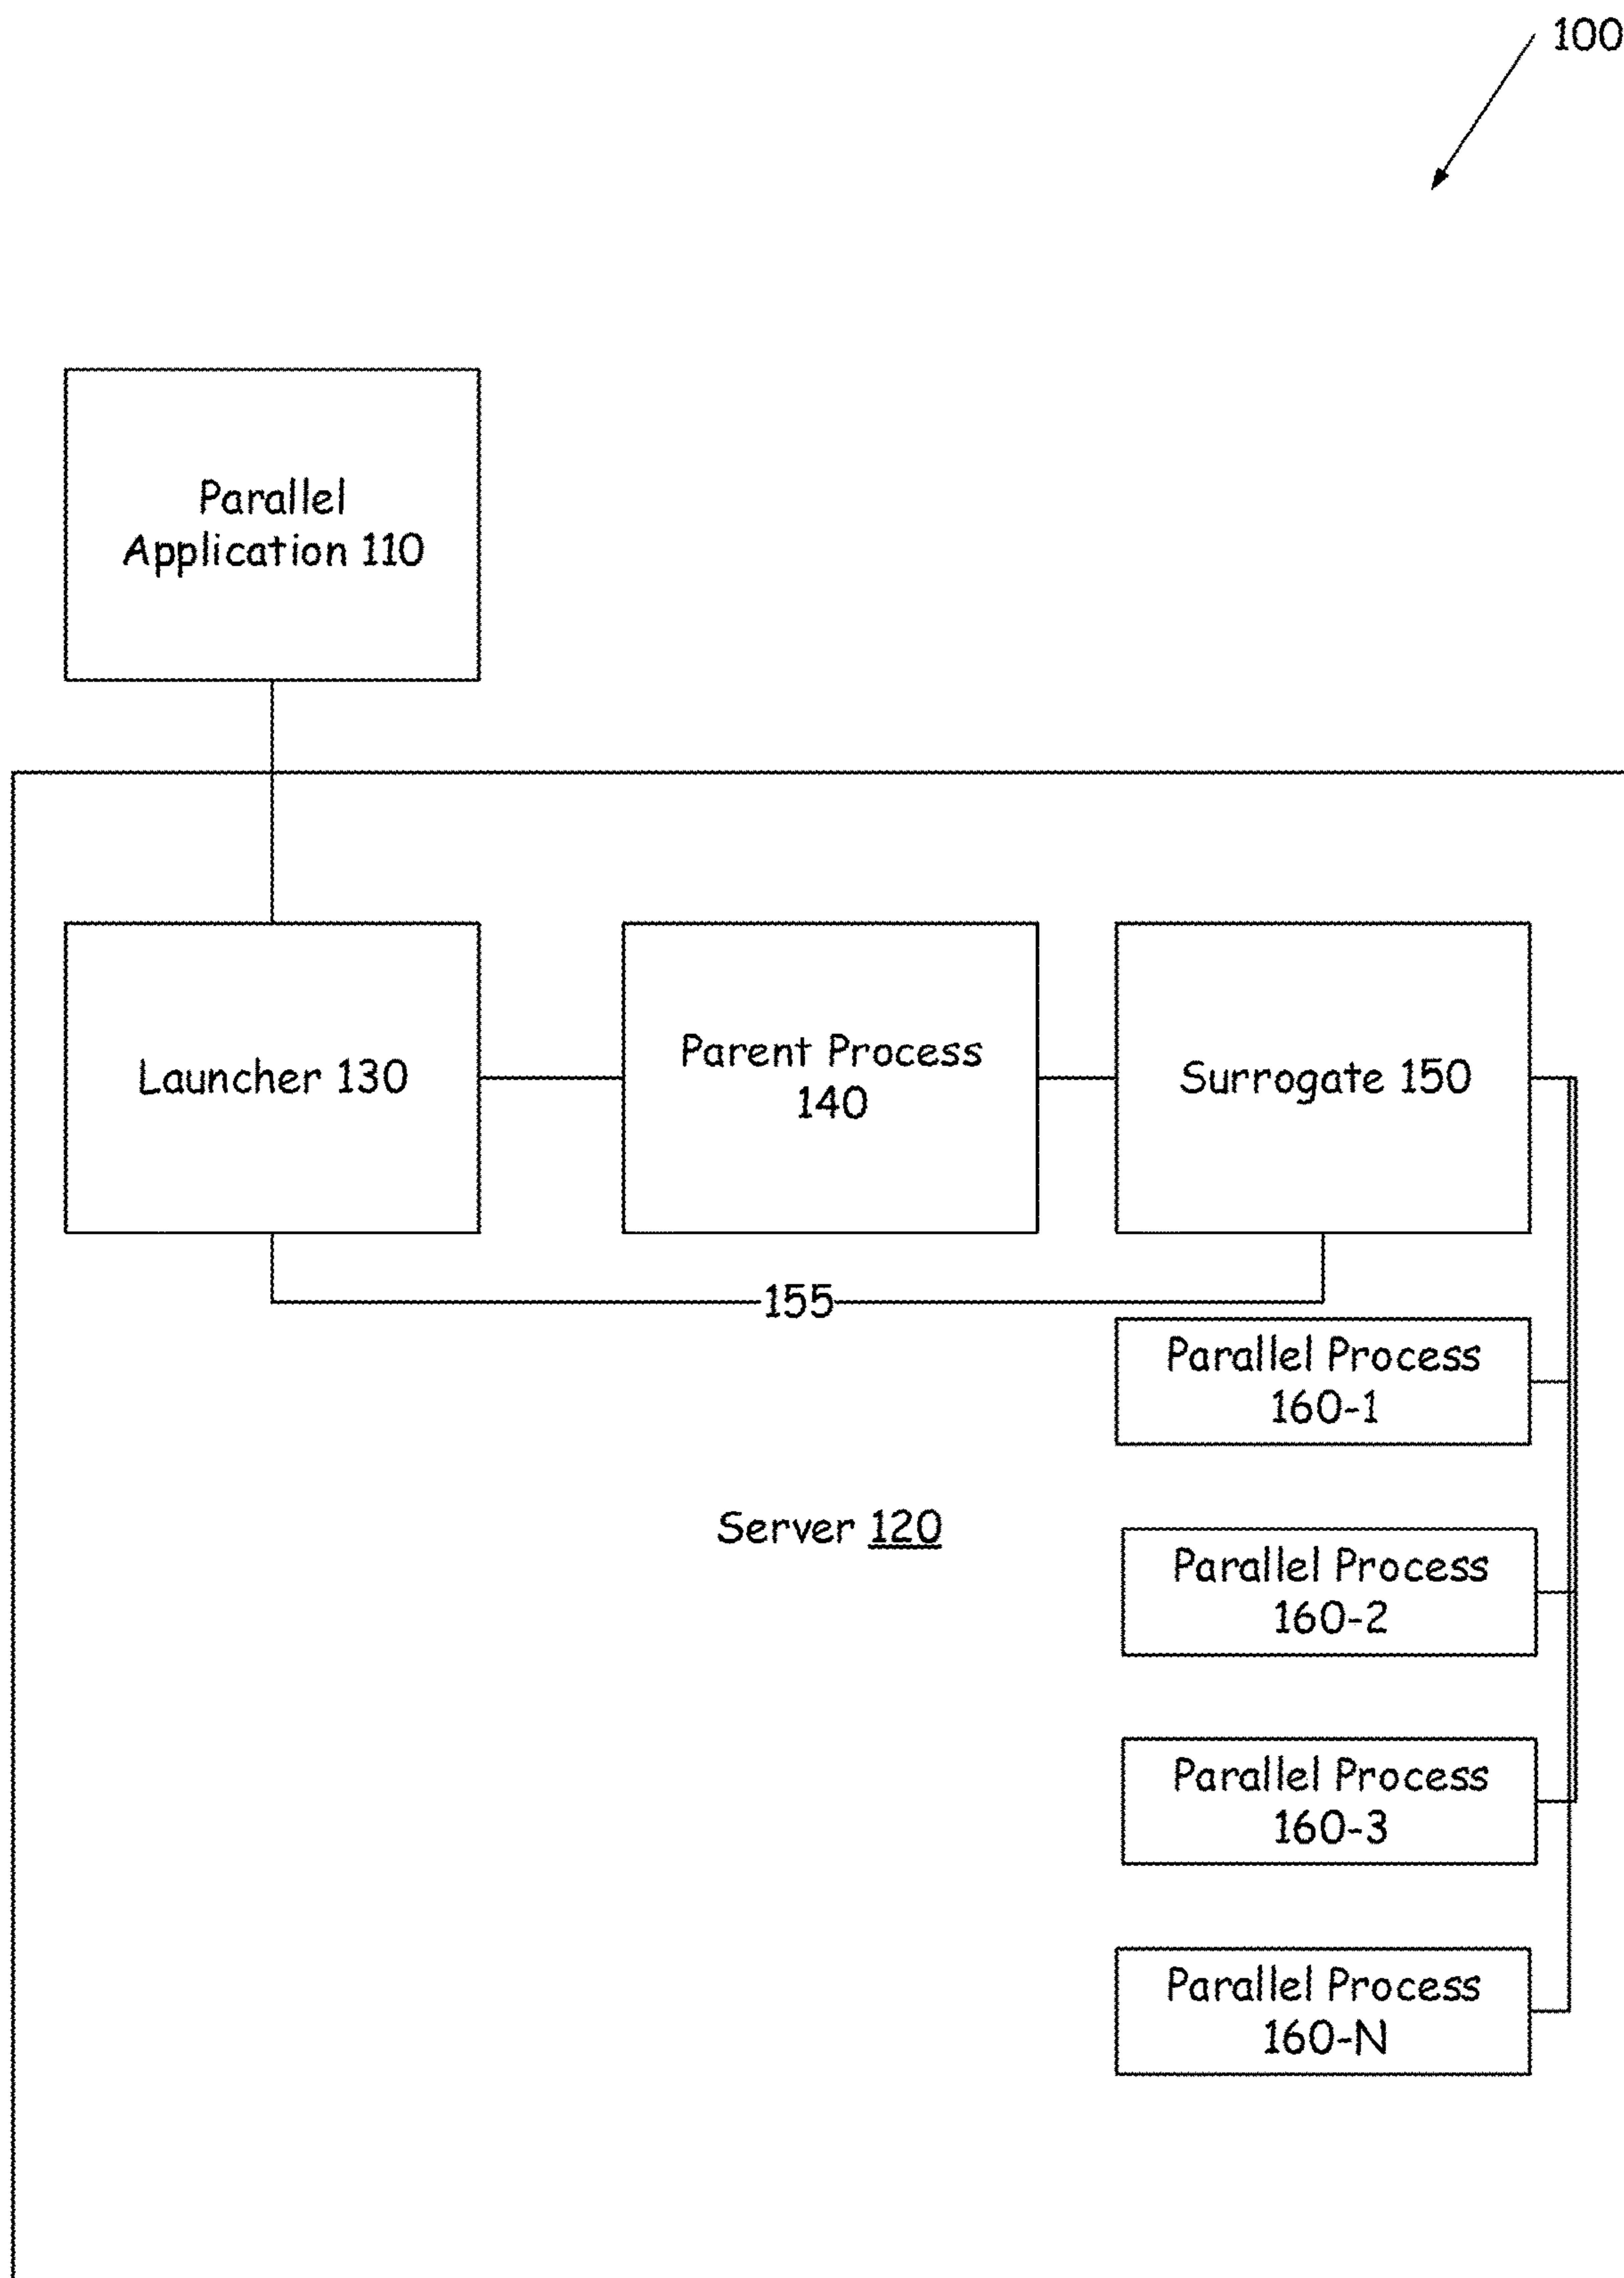 100
Parallel
Application 110
Launcher 130
Parent Process
140
Surrogate 150
155
Parallel Process
160-1
Server 120
Parallel Process
160-2
Parallel Process
160-3
Parallel Process
160-N